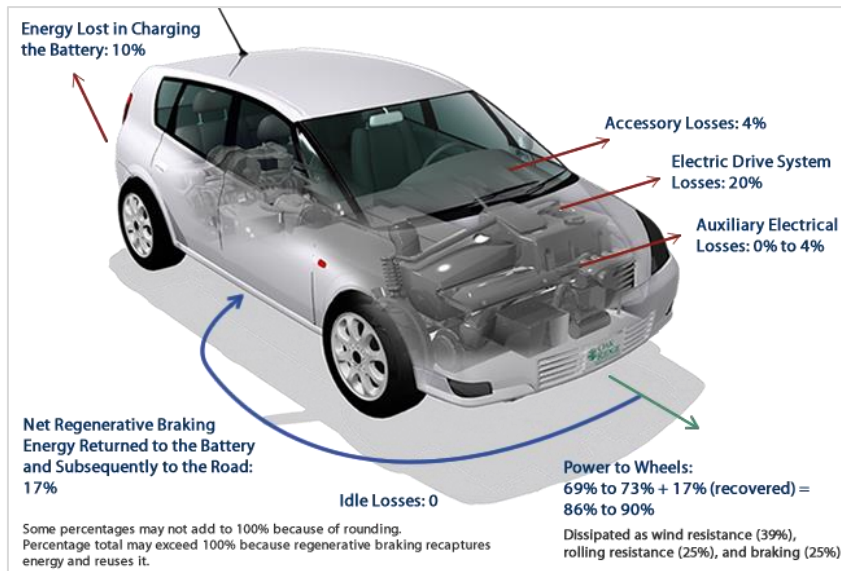 Energy Lost in Charging
the Battery: 10%
Accessory Losses: 4%
Electric Drive System
Losses: 20%
Auxiliary Electrical
Losses: 0% to 4%
OAK
RIDGE
Net Regenerative Braking
Energy Returned to the Battery
and Subsequently to the Road:
17%
Idle Losses: 0
Power to Wheels:
69% to 73% + 17% (recovered) =
86% to 90%
Dissipated as wind resistance (39%),
rolling resistance (25%), and braking (25%)
Some percentages may not add to 100% because of rounding.
Percentage total may exceed 100% because regenerative braking recaptures
energy and reuses it.